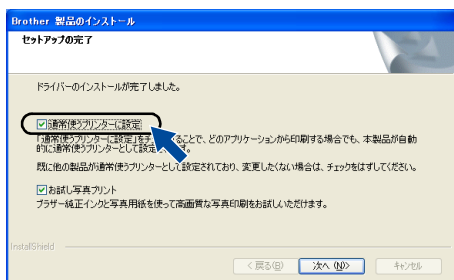 Brother 製品のインストール
セットアップの完了
ドライバーのインストールが完了しました。
通常使うプリンターに設定
「通常使うプリンターに設定」をチ ることで、どのアプリケーションから印刷する場合でも、本製品が自動
的に通常使うプリンターとして設定 す。
既に他の製品が通常使うプリンターとして設定されており、変更したくない場合は、チェックをはずしてください。
お試し写真プリント
ブラザー純正インクと写真用紙を使って高画質な写真印刷をお試しいただけます。
InstallShield
< 戻る(B)
次へ (N)>
キャンセル